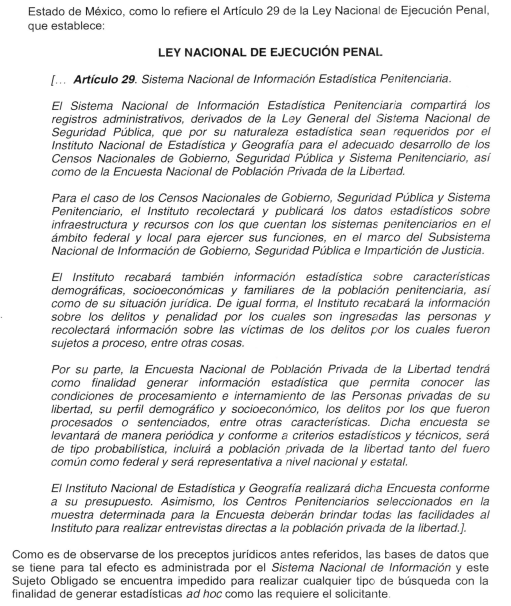 Estado de México, como lo refiere el Artículo 29 de la Ley Nacional de Ejecución Penal,
que establece:
LEY NACIONAL DE EJECUCIÓN PENAL
[... Artículo 29. Sistema Nacional de Información Estadística Penitenciaria.
El Sistema Nacional de Información Estadística Penitenciaria compartirá los
registros administrativos, derivados de la Ley General del Sistema Nacional de
Seguridad Pública, que por su naturaleza estadística sean requeridos por el
Instituto Nacional de Estadística y Geografía para el adecuado desarrollo de los
Censos Nacionales de Gobierno, Seguridad Pública y Sistema Penitenciario, así
como de la Encuesta Nacional de Población Privada de la Libertad.
Para el caso de los Censos Nacionales de Gobierno, Seguridad Pública y Sistema
Penitenciario, el Instituto recolectará y publicará los datos estadísticos sobre
infraestructura y recursos con los que cuentan los sistemas penitenciarios en el
ámbito federal y local para ejercer sus funciones, en el marco del Subsistema
Nacional de Información de Gobierno, Seguridad Pública e Impartición de Justicia.
El Instituto recabará también información estadística sobre características
demográficas, socioeconómicas y familiares de la población penitenciaria, así
como de su situación jurídica. De igual forma, el Instituto recabará la información
sobre los delitos y penalidad por los cuales son ingresadas las personas y
recolectará información sobre las víctimas de los delitos por los cuales fueron
sujetos a proceso, entre otras cosas.
Por su parte, la Encuesta Nacional de Población Privada de la Libertad tendrá
como finalidad generar información estadística que permita conocer las
condiciones de procesamiento e internamiento de las Personas privadas de su
libertad, su perfil demográfico y socioeconómico, los delitos por los que fueron
procesados o sentenciados, entre otras características. Dicha encuesta se
levantará de manera periódica y conforme a criterios estadísticos y técnicos, será
de tipo probabilística, incluirá a población privada de la libertad tanto del fuero
común como federal y será representativa a nivel nacional y estatal.
El Instituto Nacional de Estadística y Geografía realizará dicha Encuesta conforme
a su presupuesto. Asimismo, los Centros Penitenciarios seleccionados en la
muestra determinada para la Encuesta deberán brindar todas las facilidades al
Instituto para realizar entrevistas directas a la población privada de la libertad.].
Como es de observarse de los preceptos jurídicos antes referidos, las bases de datos que
se tiene para tal efecto es administrada por el Sistema Nacional de Información y este
Sujeto Obligado se encuentra impedido para realizar cualquier tipo de búsqueda con la
finalidad de generar estadísticas ad hoc como las requiere el solicitante.